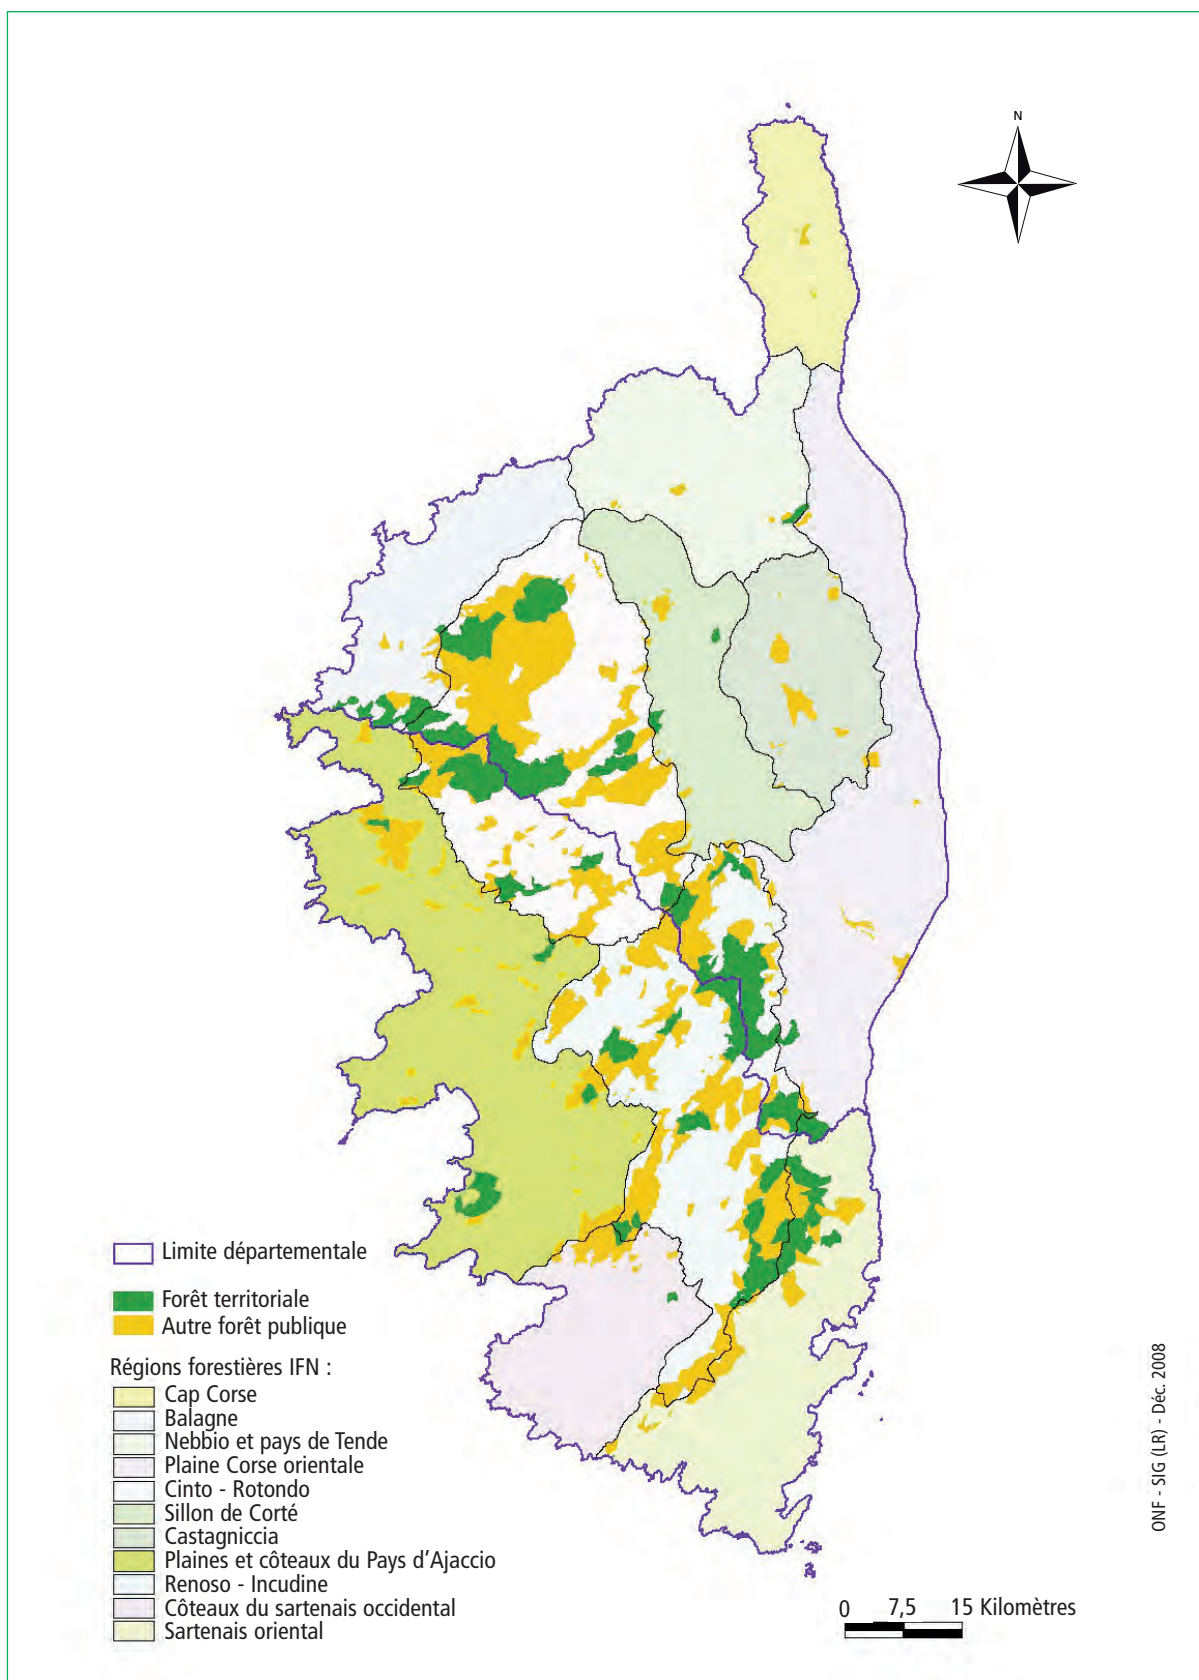 N
Limite départementale
Forêt territoriale
Autre forêt publique
Régions forestières IFN :
Cap Corse
Balagne
Nebbio et pays de Tende
Plaine Corse orientale
Cinto - Rotondo
Sillon de Corté
Castagniccia
Plaines et côteaux du Pays d'Ajaccio
Renoso - Incudine
Côteaux du sartenais occidental
Sartenais oriental
0 7,5 15 Kilomètres
ONF - SIG (LR) - Déc. 2008